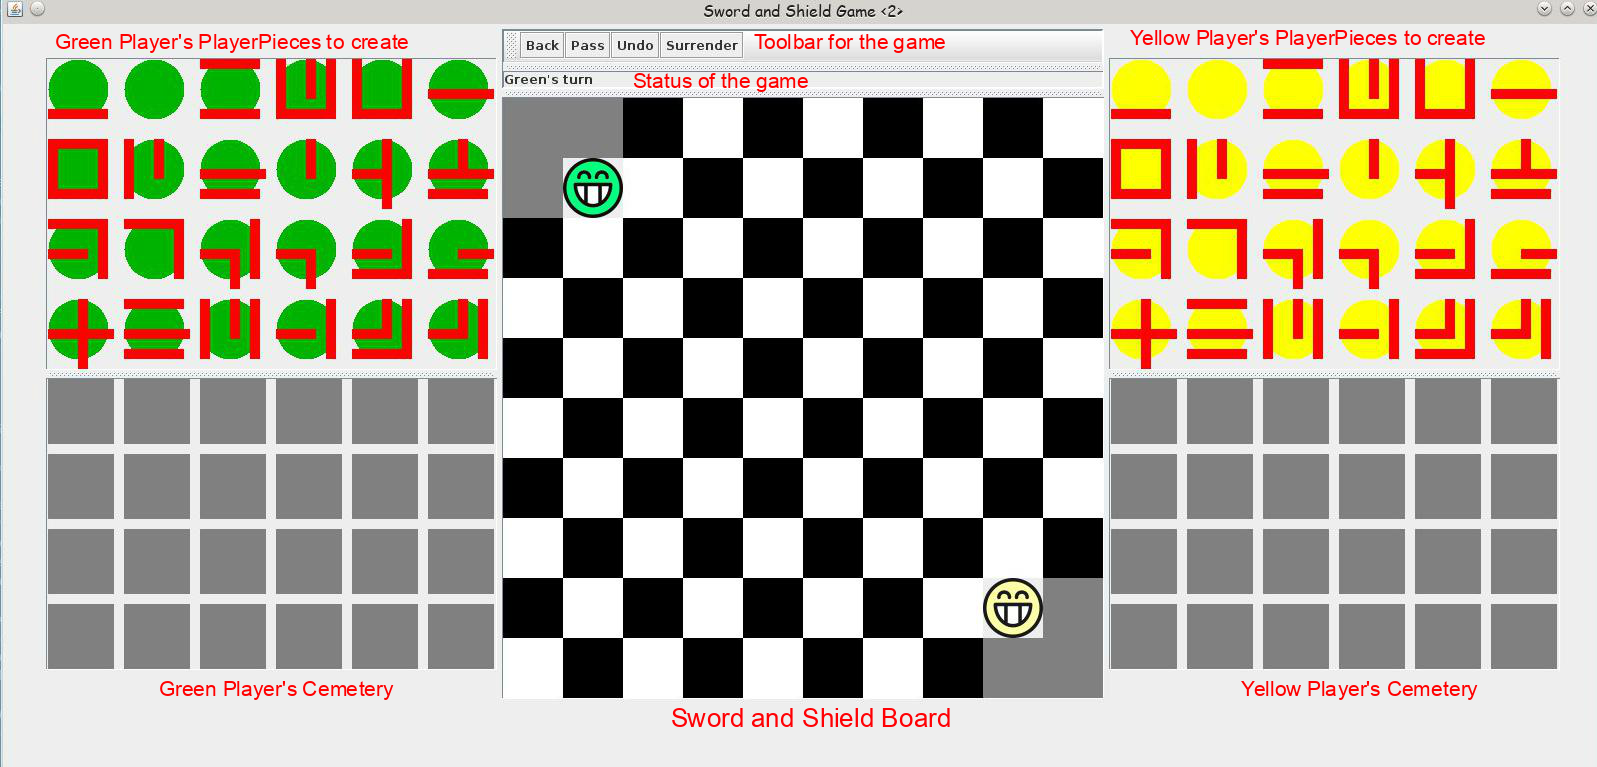 Sword and Shield Game <2>
Green Player's PlayerPieces to create
Back Pass Undo Surrender
Toolbar for the game
Yellow Player's PlayerPieces to create
Green's turn
Status of the game
Green Player's Cemetery
Yellow Player's Cemetery
Sword and Shield Board